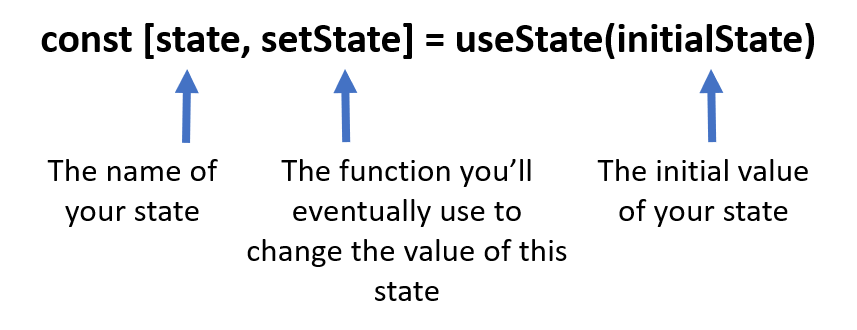 const [state, setState] = useState(initialState)
The name of
your state
The function you’ll
eventually use to
change the value of this
state
The initial value
of your state